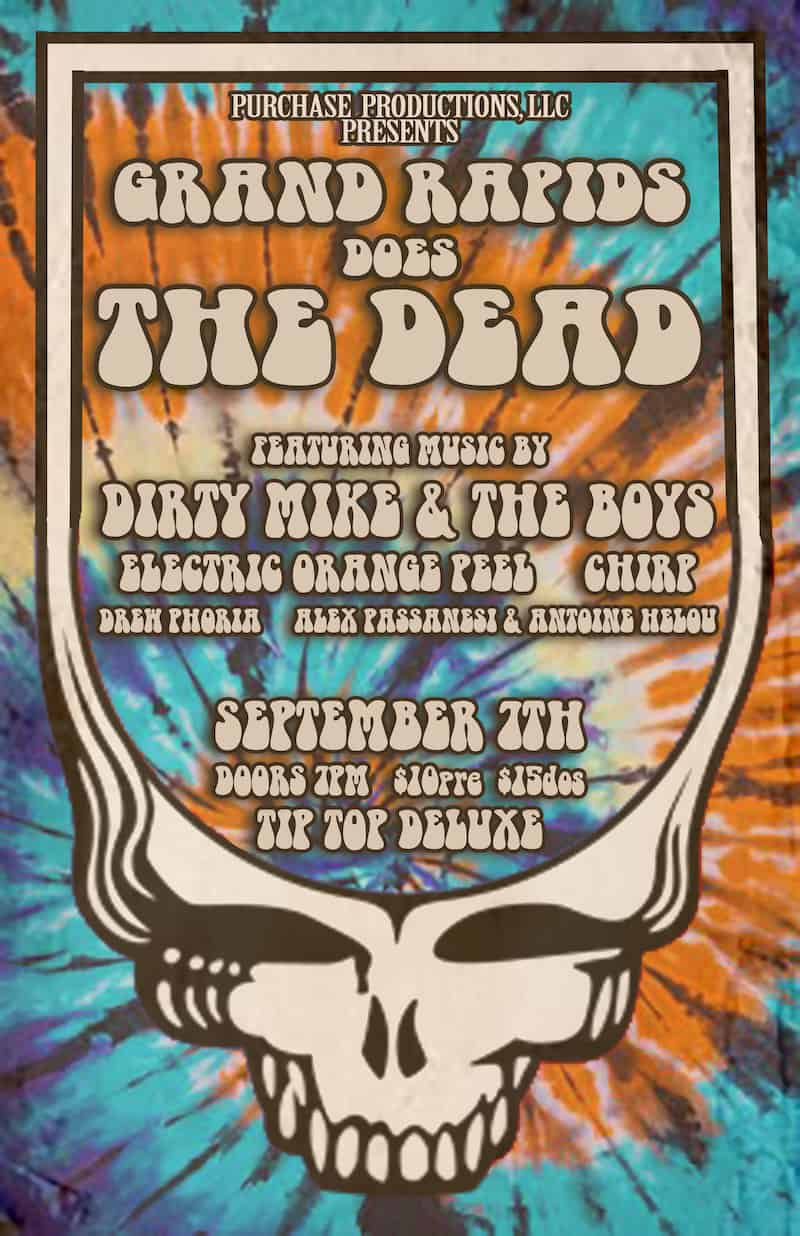 PURCHASE PRODUCTIONS, LLC
PRESENTS
GRAND RAPIDS
DOES
THE DEAD
FEATURING MUSIC BY
DIRTY MIKE & THE BOYS
ELECTRIC ORANGE PEEL CHIRP
DREW PHORIA ALEX PASSANESI & ANTOINE HELOU
SEPTEMBER 7TH
DOORS 7PM $10pre $15dos
TIP TOP DELUXE